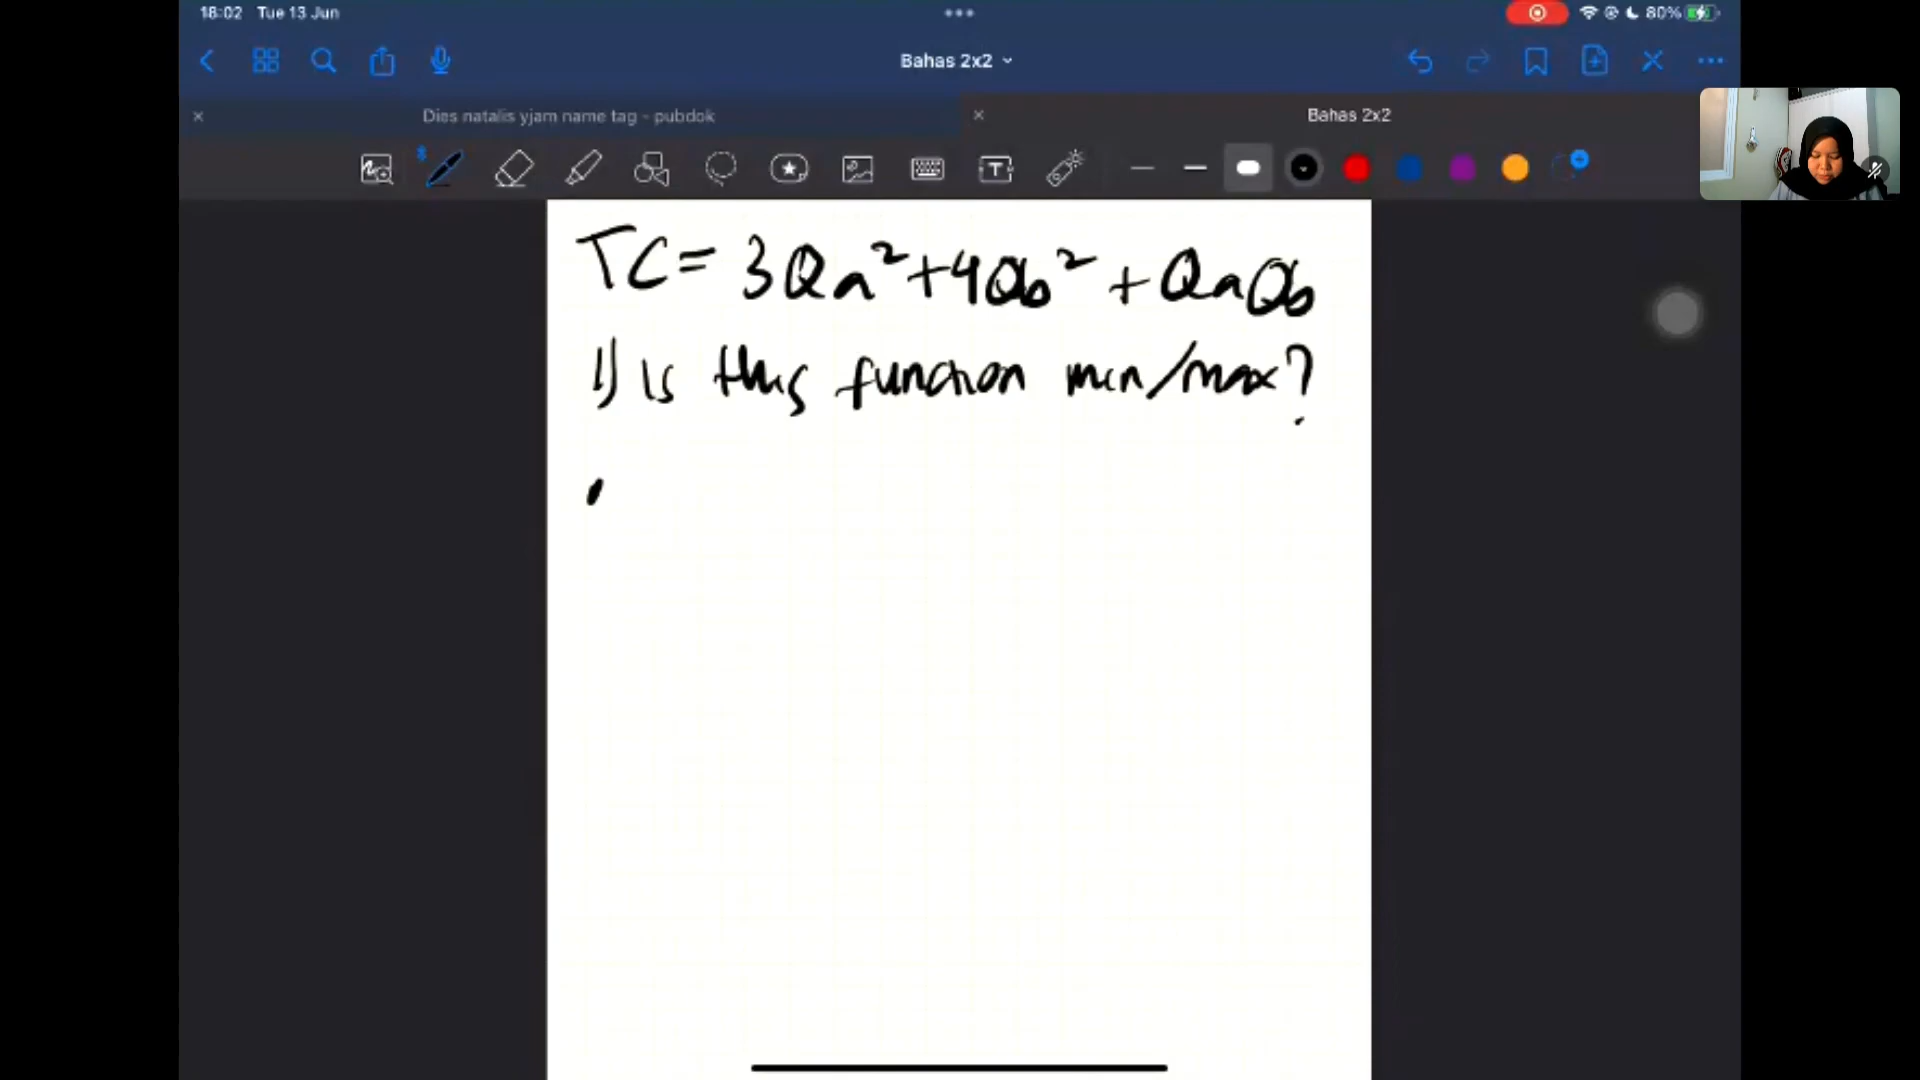 18:02 Tue 13 Jun
80%
Bahas 2x2
Dies natalis yjam name tag - pubdok
Bahas 2x2
TC = 3Qa² + 4Qb² + QaQb
1) Is this function min/max?